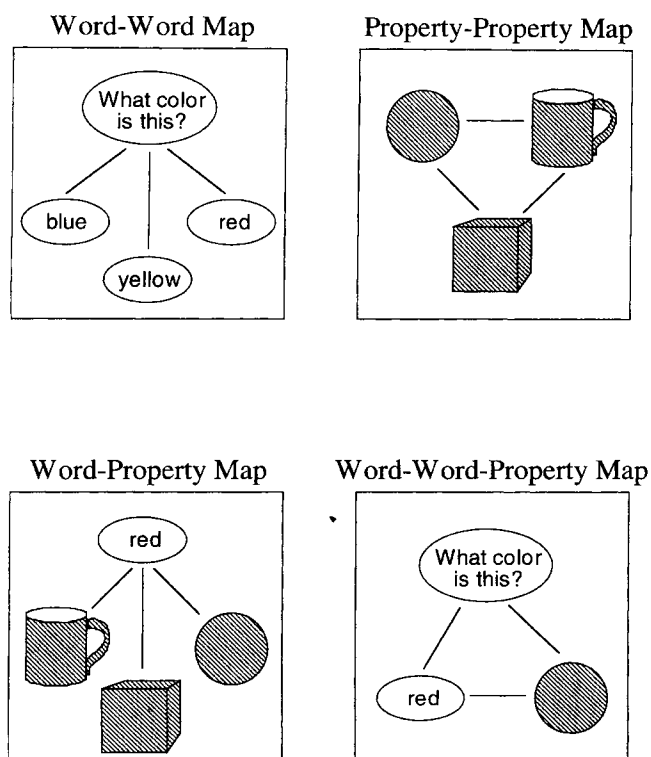 Word-Word Map
Property-Property Map
What color
is this?
blue
red
yellow
Word-Property Map
Word-Word-Property Map
red
What color
is this?
red